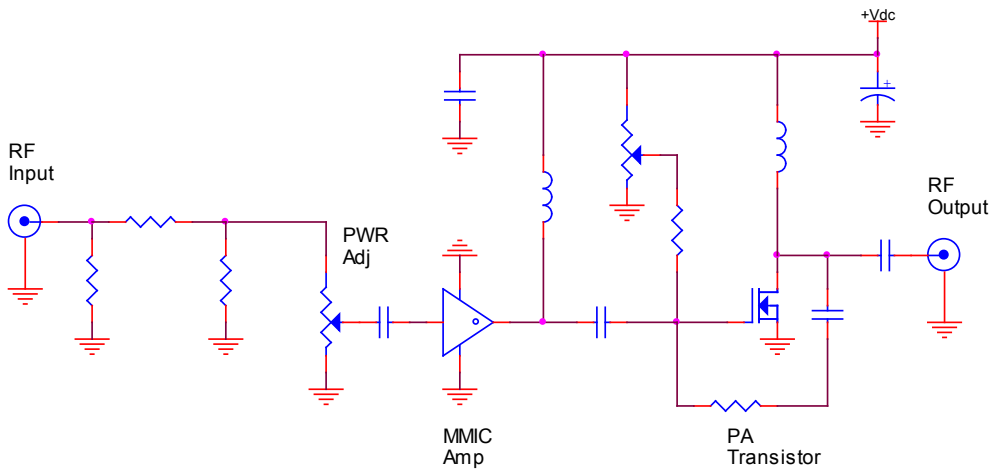 +Vdc
RF
Input
PWR
Adj
RF
Output
MMIC
Amp
PA
Transistor